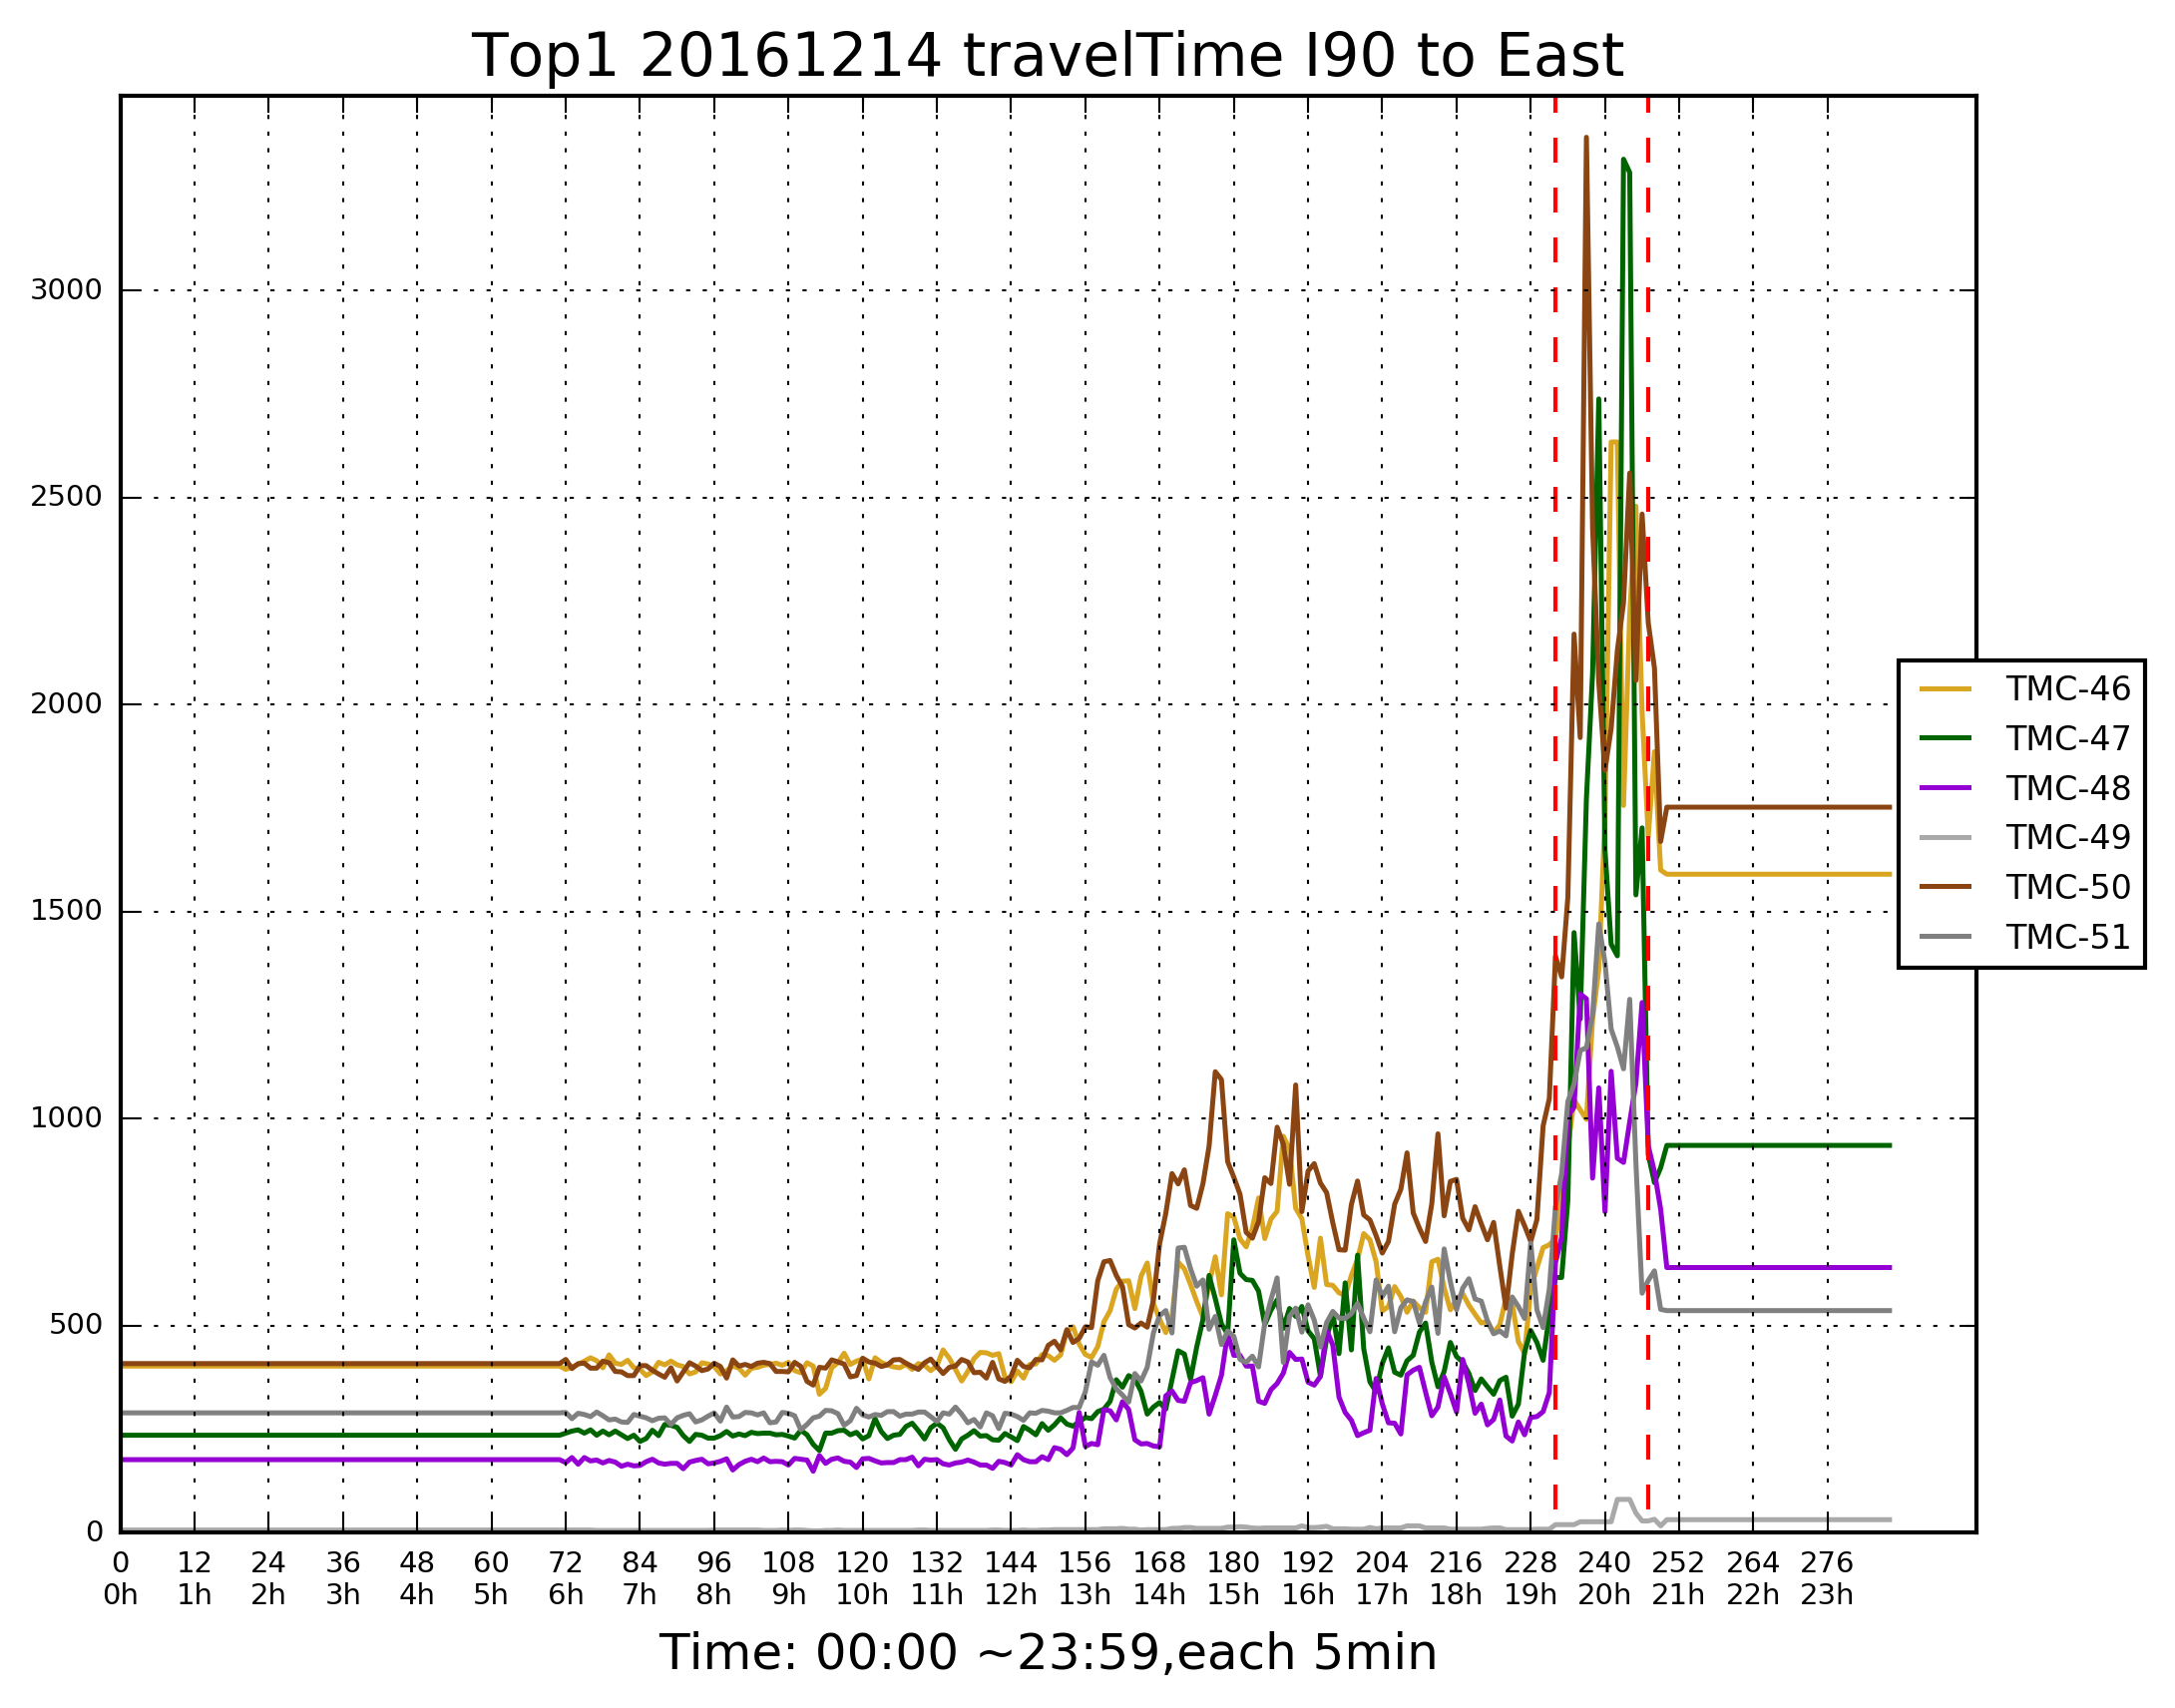 Top1 20161214 travelTime I90 to East
3000
2500
2000
1500
1000
500
0
TMC-46
TMC-47
TMC-48
TMC-49
TMC-50
TMC-51
0 12 24 36 48 60 72 84 96 108 120 132 144 156 168 180 192 204 216 228 240 252 264 276
0h 1h 2h 3h 4h 5h 6h 7h 8h 9h 10h 11h 12h 13h 14h 15h 16h 17h 18h 19h 20h 21h 22h 23h
Time: 00:00 ~23:59,each 5min